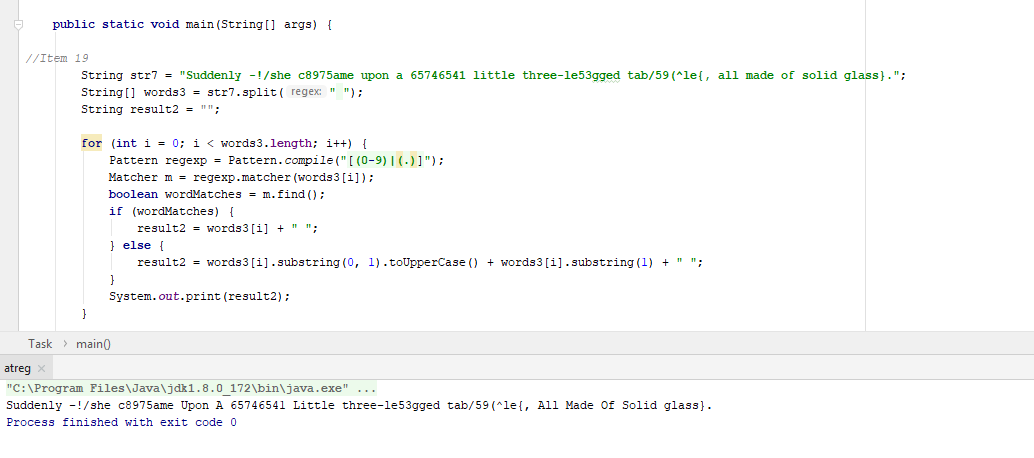 public static void main(String[] args) {
//Item 19
String str7 = "Suddenly -!/she c8975ame upon a 65746541 little three-le53gged tab/59(^le{, all made of solid glass}.";
String[] words3 = str7.split( regex: " ");
String result2 = "";
for (int i = 0; i < words3.length; i++) {
Pattern regexp = Pattern.compile("[(0-9)|(.)]");
Matcher m = regexp.matcher(words3[i]);
boolean wordMatches = m.find();
if (wordMatches) {
result2 = words3[i] + " ";
} else {
result2 = words3[i].substring(0, 1).toUpperCase() + words3[i].substring(1) + " ";
}
System.out.print(result2);
}
Task > main()
atreg ×
"C:\Program Files\Java\jdk1.8.0_172\bin\java.exe" ...
Suddenly -!/she c8975ame Upon A 65746541 Little three-le53gged tab/59(^le{, All Made Of Solid glass}.
Process finished with exit code 0